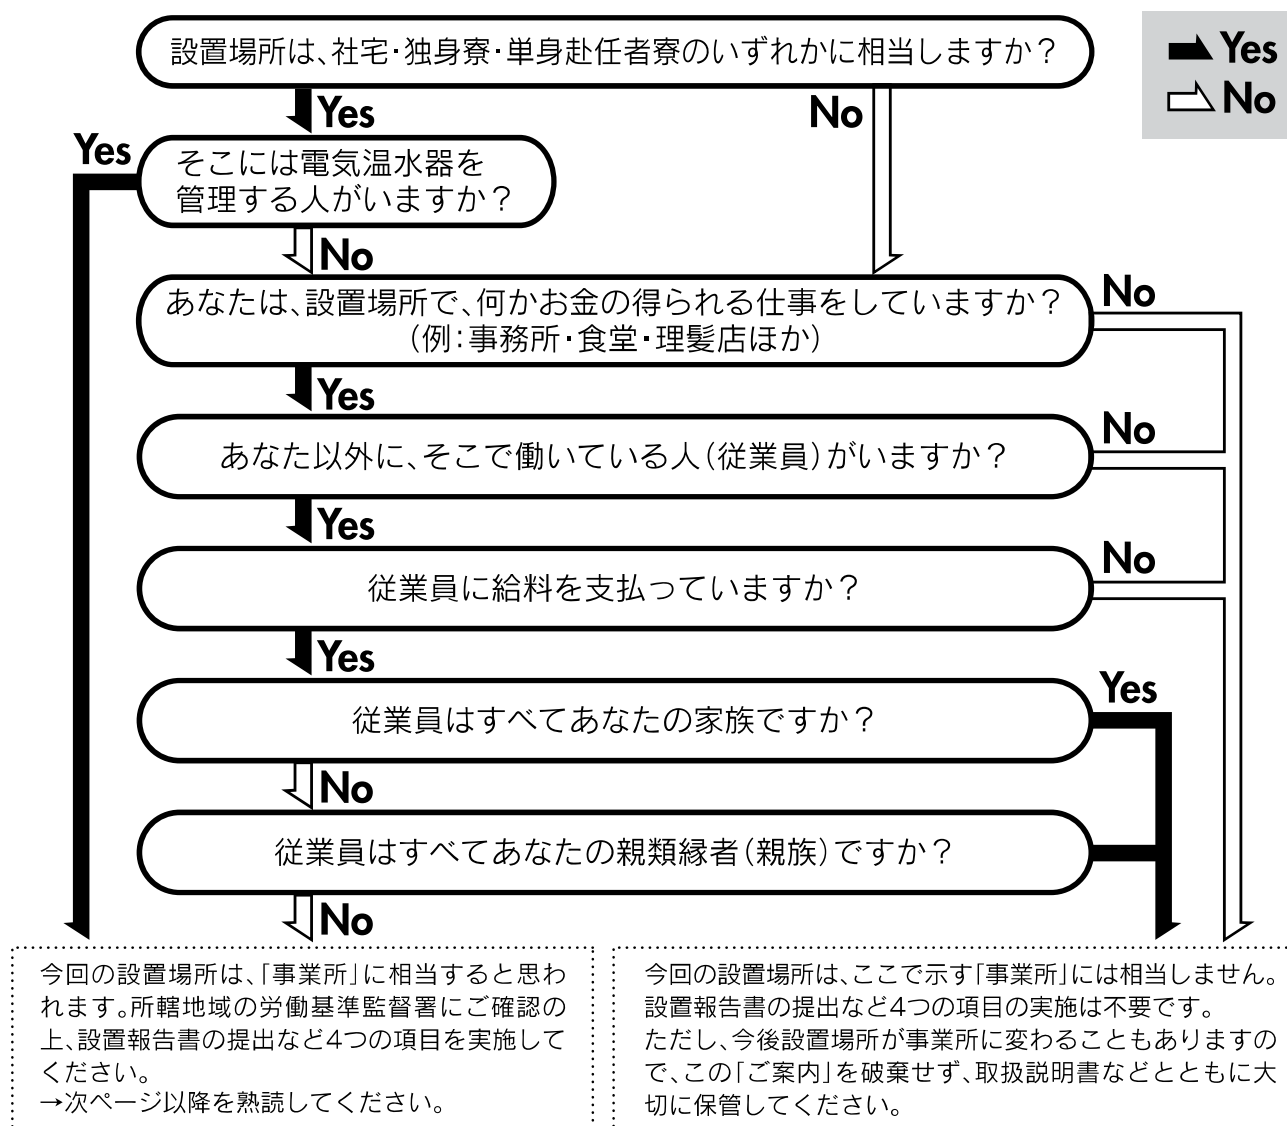 設置場所は、社宅・独身寮・単身赴任者寮のいずれかに相当しますか?
Yes
No
Yes
No
Yes
そこには電気温水器を
管理する人がいますか?
No
あなたは、設置場所で、何かお金の得られる仕事をしていますか?
(例:事務所・食堂・理髪店ほか)
No
Yes
あなた以外に、そこで働いている人(従業員)がいますか?
No
Yes
従業員に給料を支払っていますか?
No
Yes
従業員はすべてあなたの家族ですか?
Yes
No
従業員はすべてあなたの親類縁者(親族)ですか?
No
今回の設置場所は、「事業所」に相当すると思わ
れます。所轄地域の労働基準監督署にご確認の
上、設置報告書の提出など4つの項目を実施して
ください。
→次ページ以降を熟読してください。
今回の設置場所は、ここで示す「事業所」には相当しません。
設置報告書の提出など4つの項目の実施は不要です。
ただし、今後設置場所が事業所に変わることもありますの
で、この「ご案内」を破棄せず、取扱説明書などとともに大
切に保管してください。